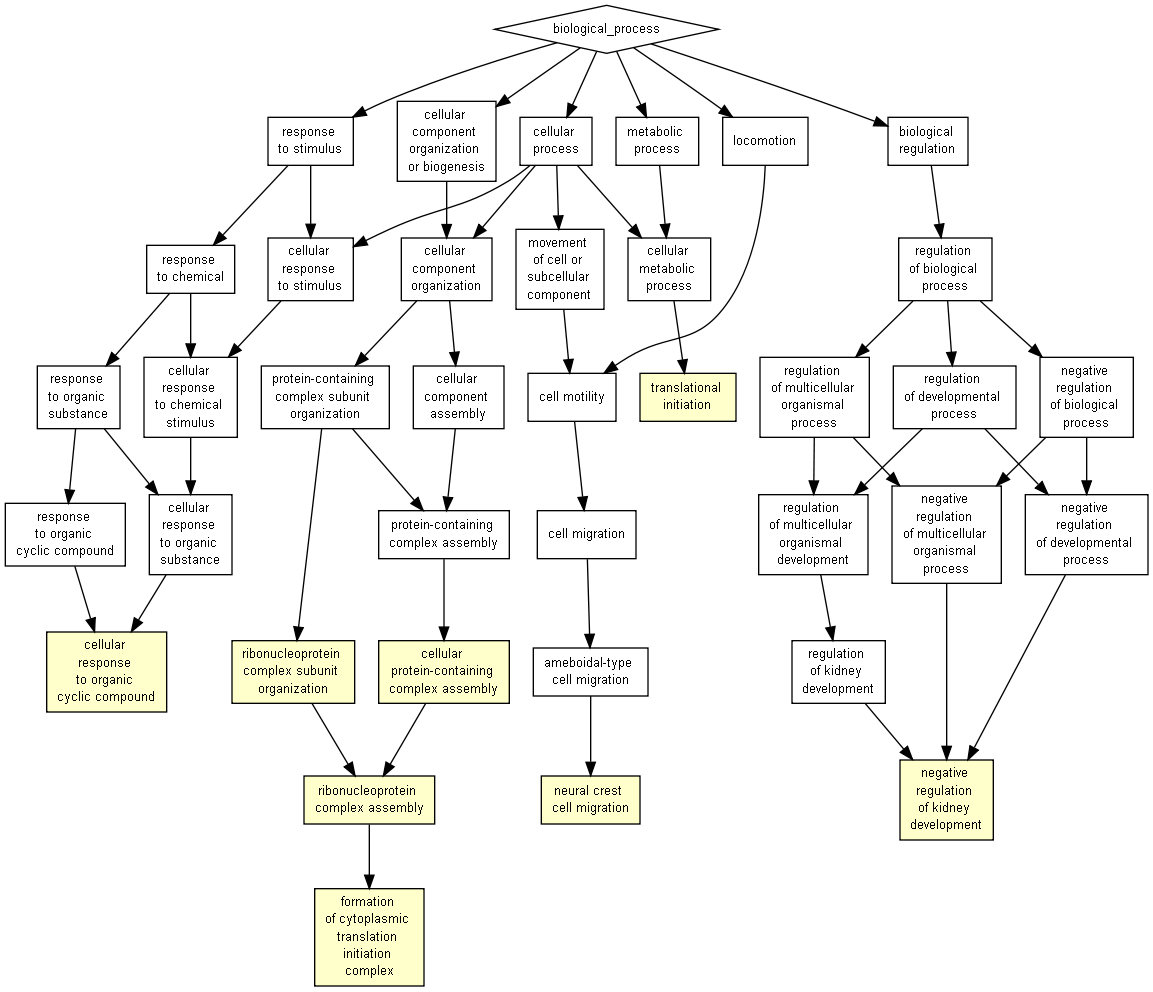 biological_process
response
to stimulus
cellular
component
organization
or biogenesis
cellular
process
metabolic
process
locomotion
biological
regulation
response
to chemical
cellular
response
to stimulus
cellular
component
organization
movement
of cell or
subcellular
component
cellular
metabolic
process
regulation
of biological
process
response
to organic
substance
cellular
response
to chemical
stimulus
protein-containing
complex subunit
organization
cellular
component
assembly
cell motility
translational
initiation
regulation
of multicellular
organismal
process
regulation
of developmental
process
negative
regulation
of biological
process
response
to organic
cyclic compound
cellular
response
to organic
substance
protein-containing
complex assembly
cell migration
regulation
of multicellular
organismal
development
negative
regulation
of multicellular
organismal
process
negative
regulation
of developmental
process
cellular
response
to organic
cyclic compound
ribonucleoprotein
complex subunit
organization
cellular
protein-containing
complex assembly
ameboidal-type
cell migration
regulation
of kidney
development
ribonucleoprotein
complex assembly
neural crest
cell migration
negative
regulation
of kidney
development
formation
of cytoplasmic
translation
initiation
complex